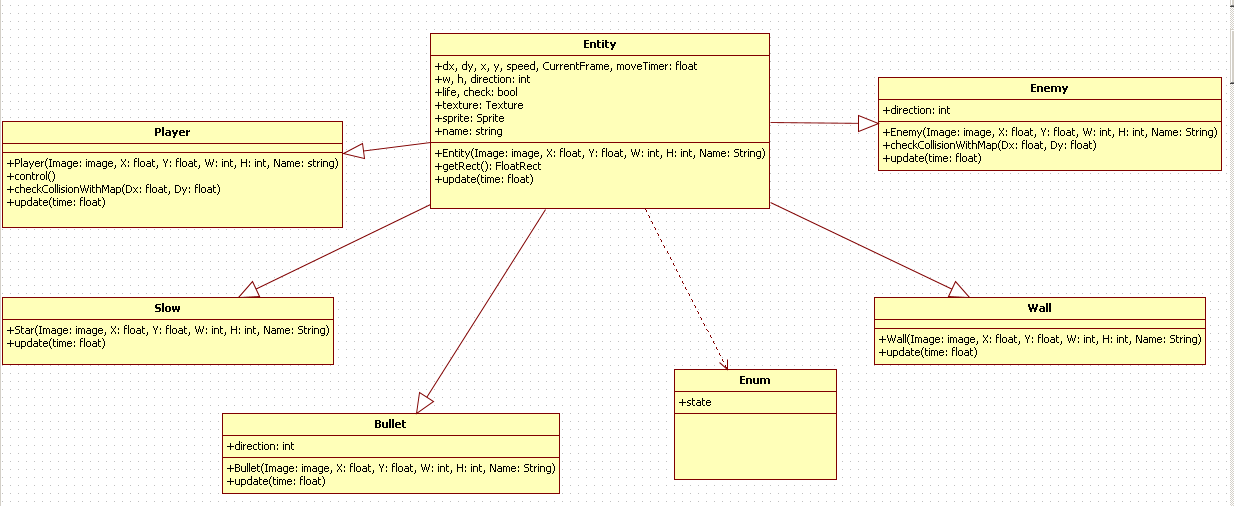 Entity
+dx, dy, x, y, speed, CurrentFrame, moveTimer: float
+w, h, direction: int
+life, check: bool
+texture: Texture
+sprite: Sprite
+name: string
+Entity(Image: image, X: float, Y: float, W: int, H: int, Name: String)
+getRect(): FloatRect
+update(time: float)
Enemy
+direction: int
+Enemy(Image: image, X: float, Y: float, W: int, H: int, Name: String)
+checkCollisionWithMap(Dx: float, Dy: float)
+update(time: float)
Player
+Player(Image: image, X: float, Y: float, W: int, H: int, Name: string)
+control()
+checkCollisionWithMap(Dx: float, Dy: float)
+update(time: float)
Slow
+Star(Image: image, X: float, Y: float, W: int, H: int, Name: String)
+update(time: float)
Wall
+Wall(Image: image, X: float, Y: float, W: int, H: int, Name: String)
+update(time: float)
Enum
+state
Bullet
+direction: int
+Bullet(Image: image, X: float, Y: float, W: int, H: int, Name: String)
+update(time: float)